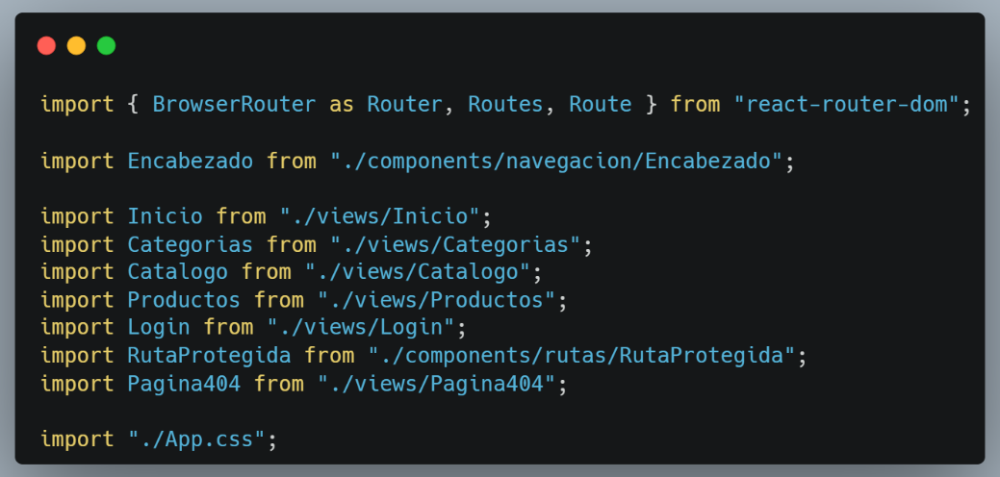 import { BrowserRouter as Router, Routes, Route } from "react-router-dom";
import Encabezado from "./components/navegacion/Encabezado";
import Inicio from "./views/Inicio";
import Categorias from "./views/Categorias";
import Catalogo from "./views/Catalogo";
import Productos from "./views/Productos";
import Login from "./views/Login";
import RutaProtegida from "./components/rutas/RutaProtegida";
import Pagina404 from "./views/Pagina404";
import "./App.css";